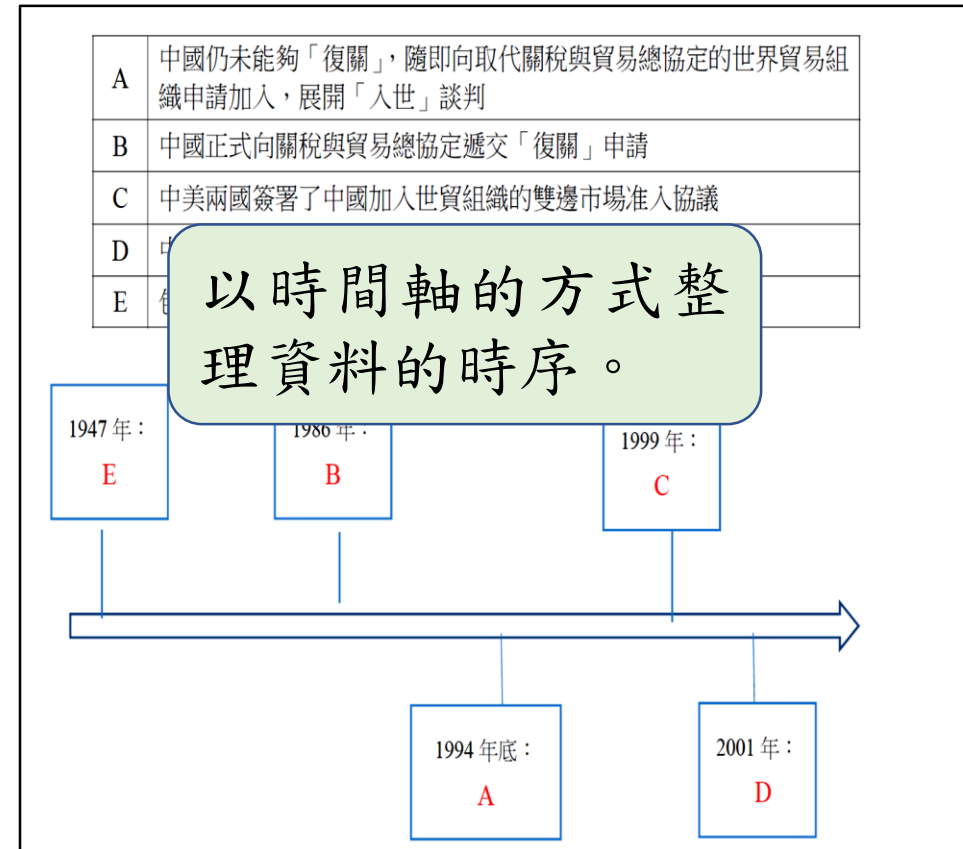 A 中國仍未能夠「復關」，隨即向取代關稅與貿易總協定的世界貿易組
織申請加入，展開「入世」談判
B 中國正式向關稅與貿易總協定遞交「復關」申請
C 中美兩國簽署了中國加入世貿組織的雙邊市場准入協議
D
E
以時間軸的方式整
理資料的時序。
1947 年：
E
1986 年：
B
1999 年：
C
1994 年底：
A
2001 年：
D